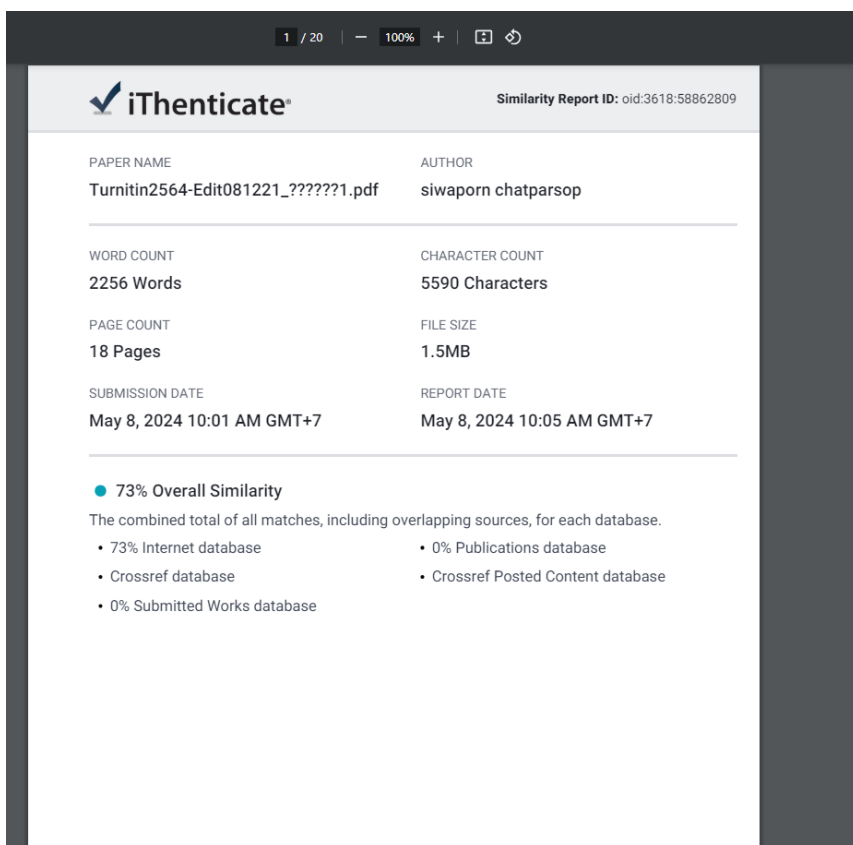 1 / 20 | − 100% + |
iThenticate®
Similarity Report ID: oid:3618:58862809
PAPER NAME
Turnitin2564-Edit081221_??????1.pdf
AUTHOR
siwaporn chatparsop
WORD COUNT
2256 Words
CHARACTER COUNT
5590 Characters
PAGE COUNT
18 Pages
FILE SIZE
1.5MB
SUBMISSION DATE
May 8, 2024 10:01 AM GMT+7
REPORT DATE
May 8, 2024 10:05 AM GMT+7
● 73% Overall Similarity
The combined total of all matches, including overlapping sources, for each database.
• 73% Internet database
• 0% Publications database
• Crossref database
• Crossref Posted Content database
• 0% Submitted Works database